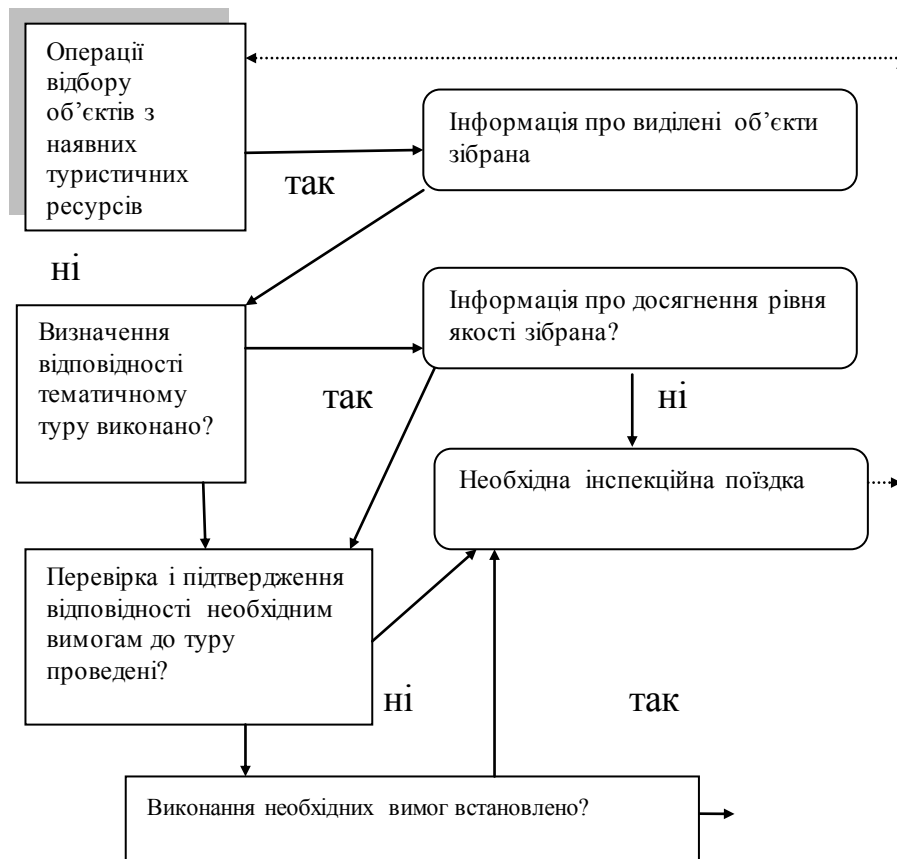 Операції
відбору
об’єктів з
наявних
туристичних
ресурсів
Інформація про виділені об’єкти
зібрана
так
ні
Визначення
відповідності
тематичному
туру виконано?
Інформація про досягнення рівня
якості зібрана?
так
ні
Необхідна інспекційна поїздка
Перевірка і підтвердження
відповідності необхідним
вимогам до туру
проведені?
ні
так
Виконання необхідних вимог встановлено?